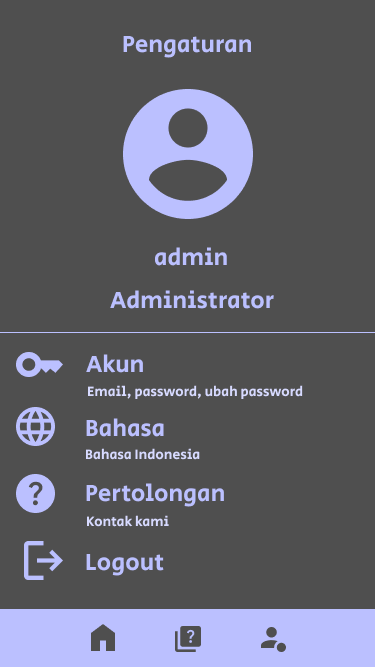 Pengaturan
admin
Administrator
Akun
Email, password, ubah password
Bahasa
Bahasa Indonesia
Pertolongan
Kontak kami
Logout